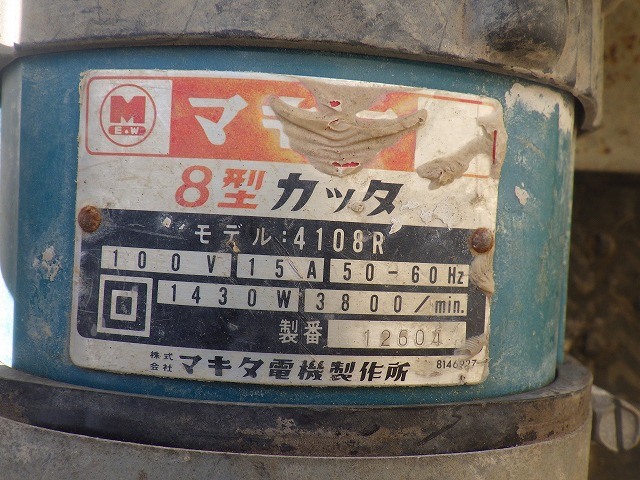 M
E・W
マキ
8型 カッタ
モデル:4108R
100V 15A 50-60Hz
1430W 3800/min.
製番 12604
株式会社 マキタ電機製作所